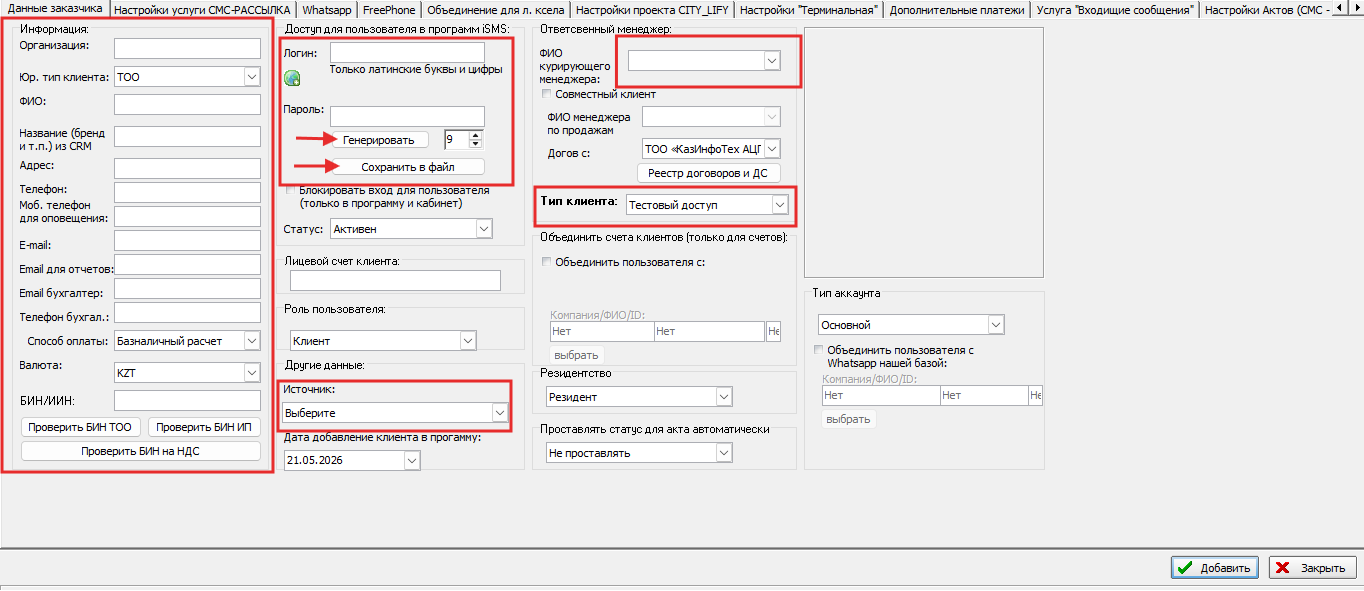 Данные заказчика
Настройки услуги СМС-РАССЫЛКА
Whatsapp
FreePhone
Объединение для л. ксела
Настройки проекта CITY_LIFY
Настройки "Терминальная"
Дополнительные платежи
Услуга "Входящие сообщения"
Настройки Актов (СМС -
Информация:
Организация:
Юр. тип клиента: ТОО
ФИО:
Название (бренд
и т.п.) из CRM
Адрес:
Телефон:
Моб. телефон
для оповещения:
E-mail:
Email для отчетов:
Email бухгалтер:
Телефон бухгал.:
Способ оплаты: Безналичный расчет
Валюта: KZT
БИН/ИИН:
Проверить БИН ТОО
Проверить БИН ИП
Проверить БИН на НДС
Доступ для пользователя в программ iSMS:
Логин:
Только латинские буквы и цифры
Пароль:
Генерировать 9
Сохранить в файл
Блокировать вход для пользователя
(только в программу и кабинет)
Статус: Активен
Лицевой счет клиента:
Роль пользователя:
Клиент
Другие данные:
Источник:
Выберите
Дата добавление клиента в прогамму:
21.05.2026
Ответсвенный менеджер:
ФИО
курирующего
менеджера:
Совместный клиент
ФИО менеджера
по продажам
Догов с: ТОО «КазИнфоТех АЦГ
Реестр договоров и ДС
Тип клиента: Тестовый доступ
Объединить счета клиентов (только для счетов):
Объединить пользователя с:
Компания/ФИО/ID:
Нет Нет Не
выбрать
Резидентство
Резидент
Проставлять статус для акта автоматически
Не проставлять
Тип аккаунта
Основной
Объединить пользователя с
Whatsapp нашей базой:
Компания/ФИО/ID:
Нет Нет Не
выбрать
Добавить
Закрыть